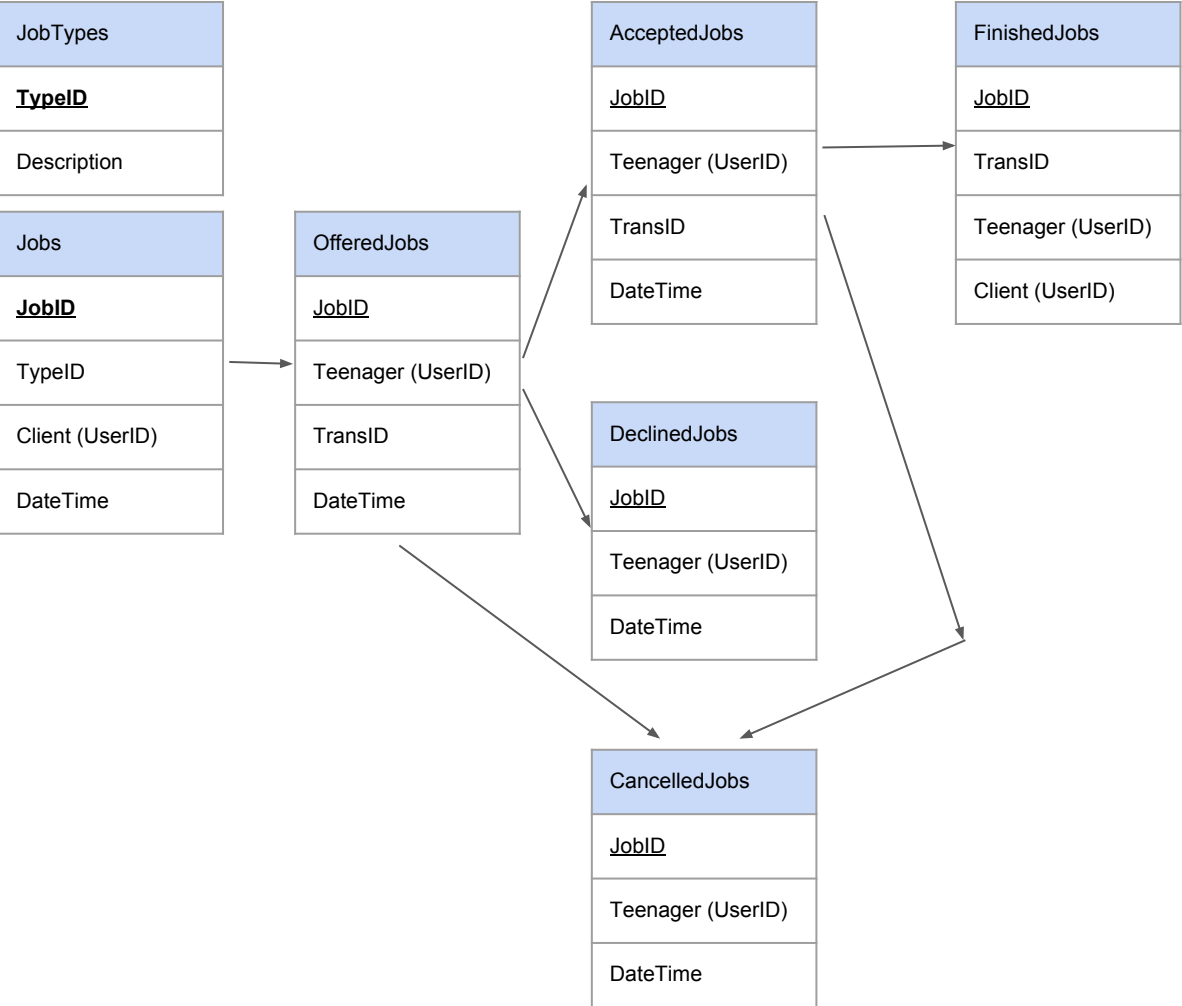 JobTypes
TypeID
Description
Jobs
JobID
TypeID
Client (UserID)
DateTime
OfferedJobs
JobID
Teenager (UserID)
TransID
DateTime
AcceptedJobs
JobID
Teenager (UserID)
TransID
DateTime
DeclinedJobs
JobID
Teenager (UserID)
DateTime
CancelledJobs
JobID
Teenager (UserID)
DateTime
FinishedJobs
JobID
TransID
Teenager (UserID)
Client (UserID)